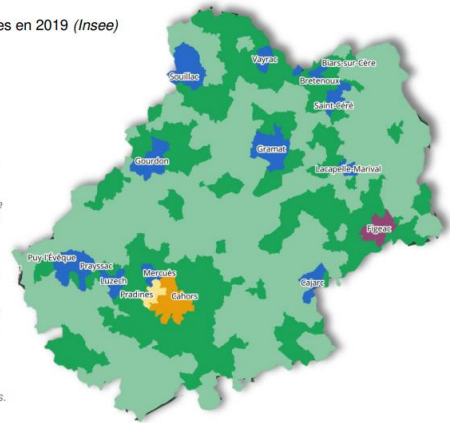 es en 2019 (Insee)
Vayrac
Biars-sur-Cère
Souillac
Bretenoux
Saint-Céré
Gramat
Gourdon
Lacapelle-Marival
Figeac
Puy-l'Évêque
Prayssac
Mercuès
Luzech
Cajarc
Pradines
Cahors
s.